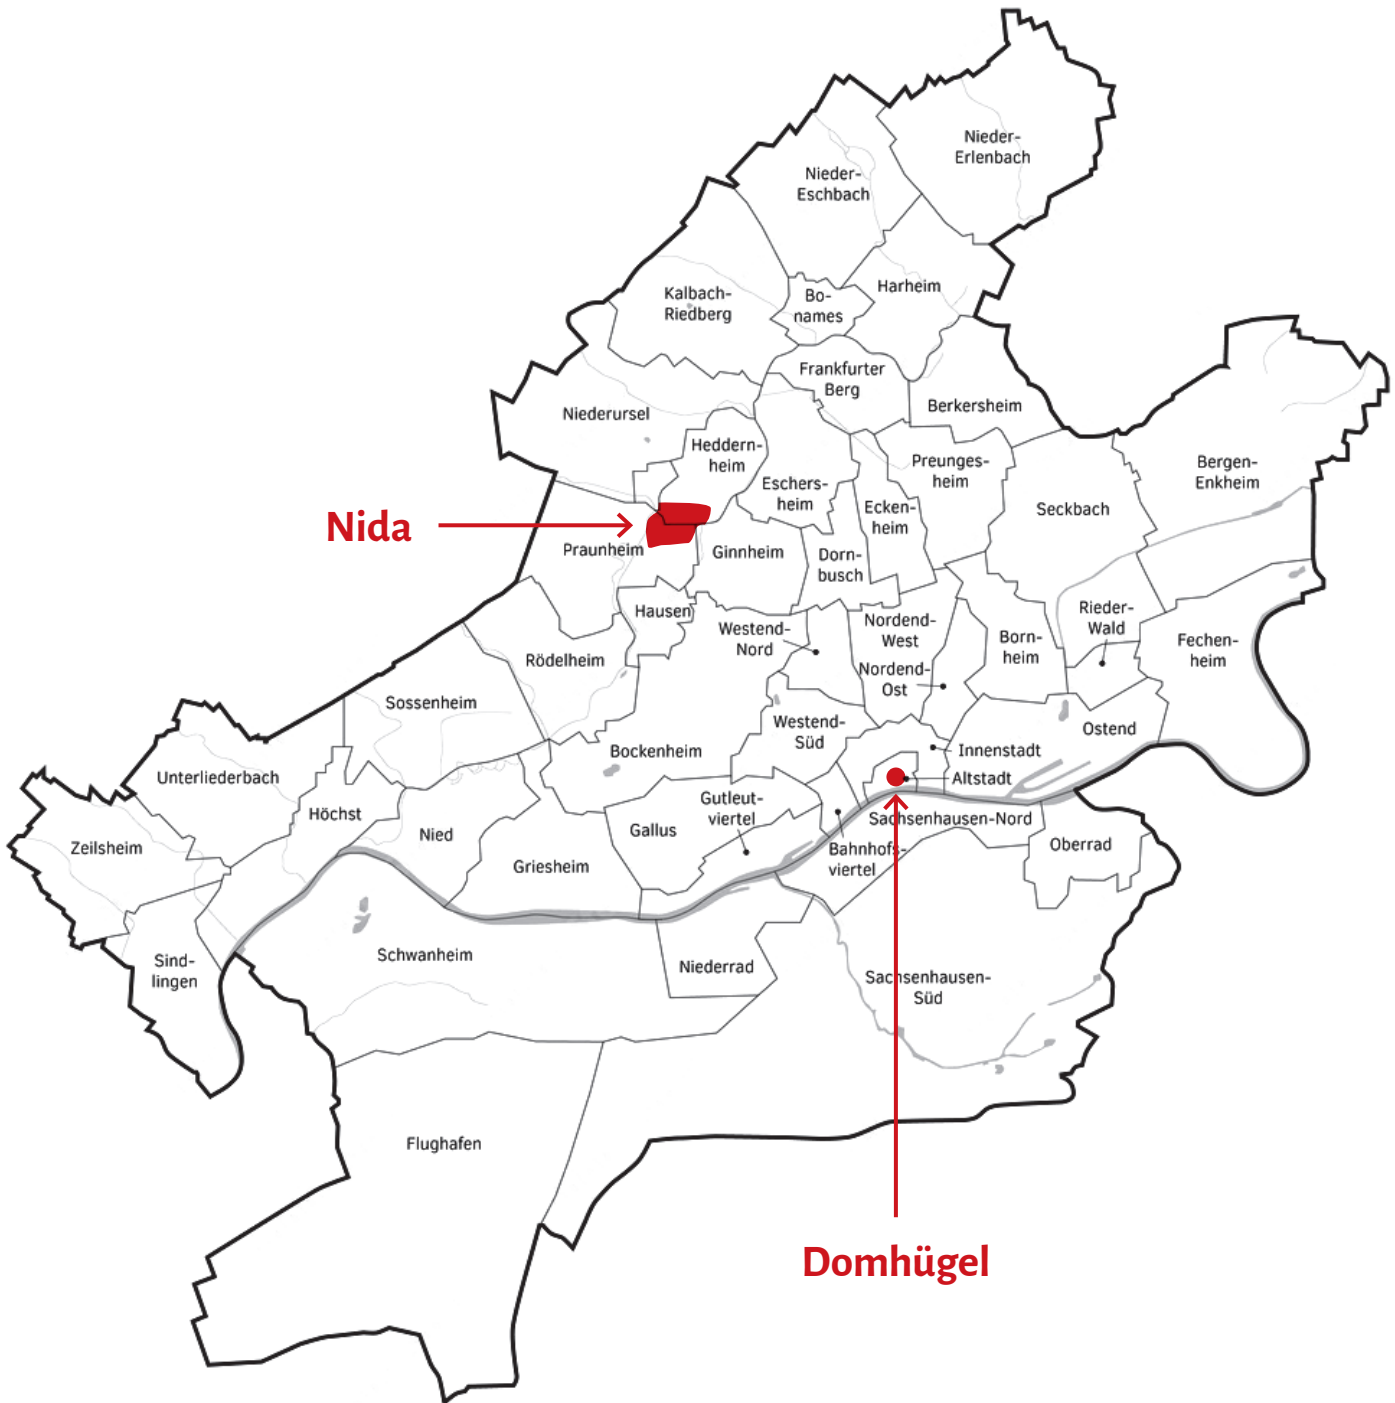 Nieder-
Erlenbach
Nieder-
Eschbach
Kalbach-
Riedberg
Bo-
names
Harheim
Frankfurter
Berg
Berkersheim
Niederursel
Heddern-
heim
Eschers-
heim
Preunges-
heim
Ecken-
heim
Seckbach
Bergen-
Enkheim
Nida
Praunheim
Ginnheim
Dorn-
busch
Hausen
Westend-
Nord
Nordend-
West
Nordend-
Ost
Born-
heim
Rieder-
Wald
Fechen-
heim
Rödelheim
Sossenheim
Westend-
Süd
Ostend
Innenstadt
Altstadt
Bockenheim
Unterliederbach
Höchst
Zeilsheim
Nied
Griesheim
Gallus
Gutleut-
viertel
Bahnhofs-
viertel
Sachsenhausen-Nord
Oberrad
Sind-
lingen
Schwanheim
Niederrad
Sachsenhausen-
Süd
Flughafen
Domhügel